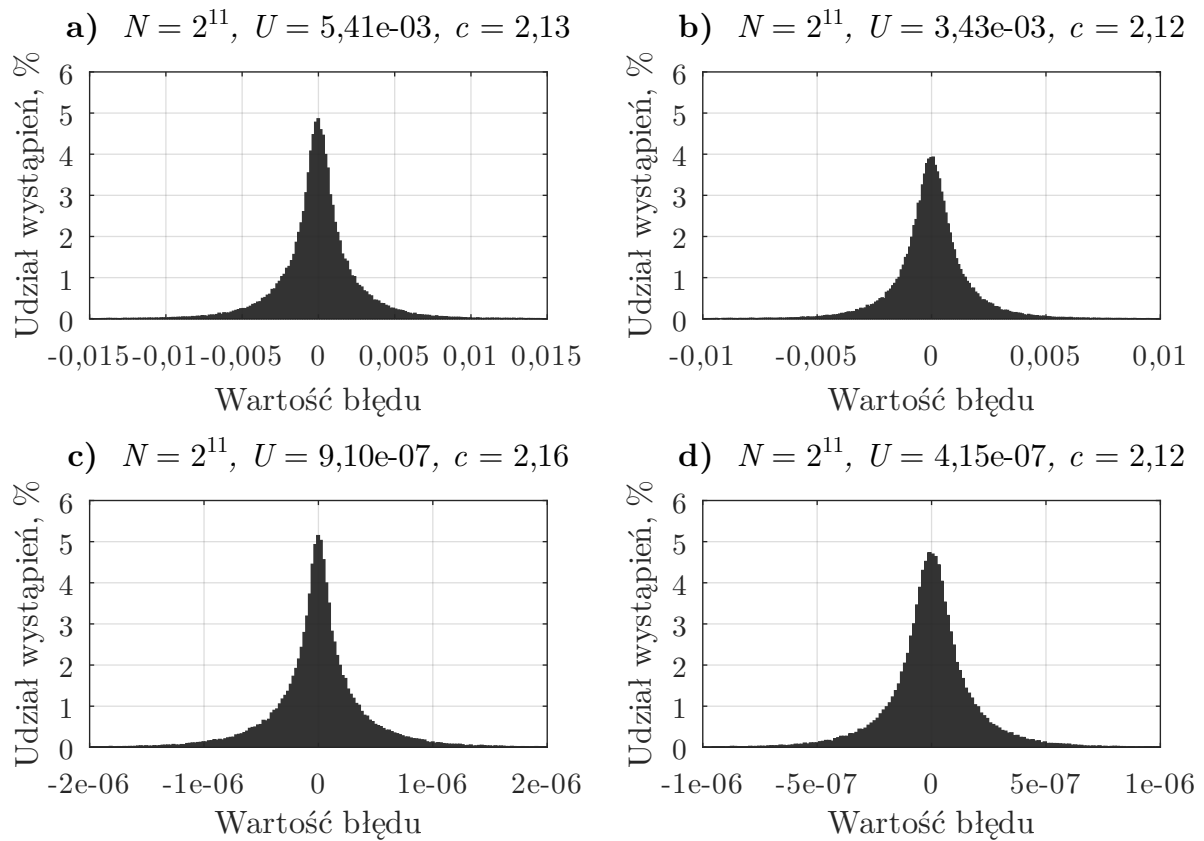 a) N = 2^11, U = 5,41e-03, c = 2,13
Udział wystąpień, %
6
5
4
3
2
1
0
-0,015 -0,01 -0,005 0 0,005 0,01 0,015
Wartość błędu
b) N = 2^11, U = 3,43e-03, c = 2,12
Udział wystąpień, %
6
5
4
3
2
1
0
-0,01 -0,005 0 0,005 0,01
Wartość błędu
c) N = 2^11, U = 9,10e-07, c = 2,16
Udział wystąpień, %
6
5
4
3
2
1
0
-2e-06 -1e-06 0 1e-06 2e-06
Wartość błędu
d) N = 2^11, U = 4,15e-07, c = 2,12
Udział wystąpień, %
6
5
4
3
2
1
0
-1e-06 -5e-07 0 5e-07 1e-06
Wartość błędu